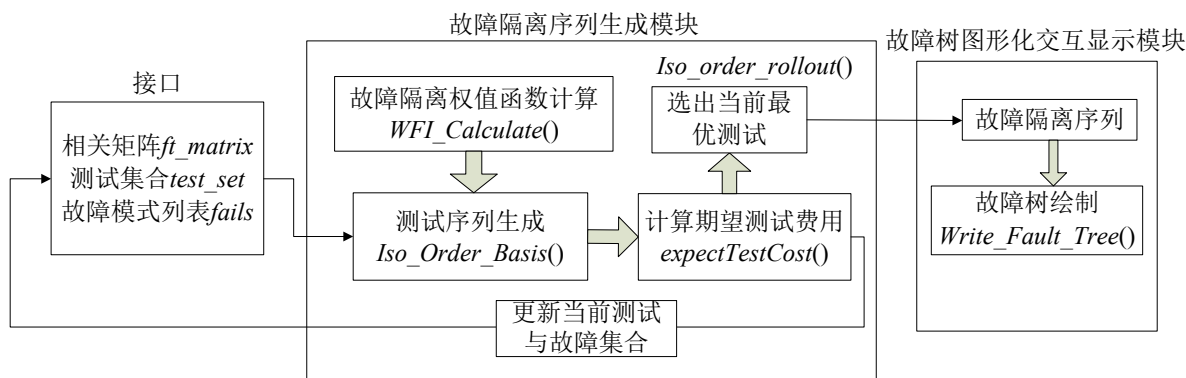 接口
相关矩阵ft_matrix
测试集合test_set
故障模式列表fails
故障隔离序列生成模块
故障隔离权值函数计算
WFI_Calculate()
测试序列生成
Iso_Order_Basis()
Iso_order_rollout()
选出当前最
优测试
计算期望测试费用
expectTestCost()
更新当前测试
与故障集合
故障树图形化交互显示模块
故障隔离序列
故障树绘制
Write_Fault_Tree()